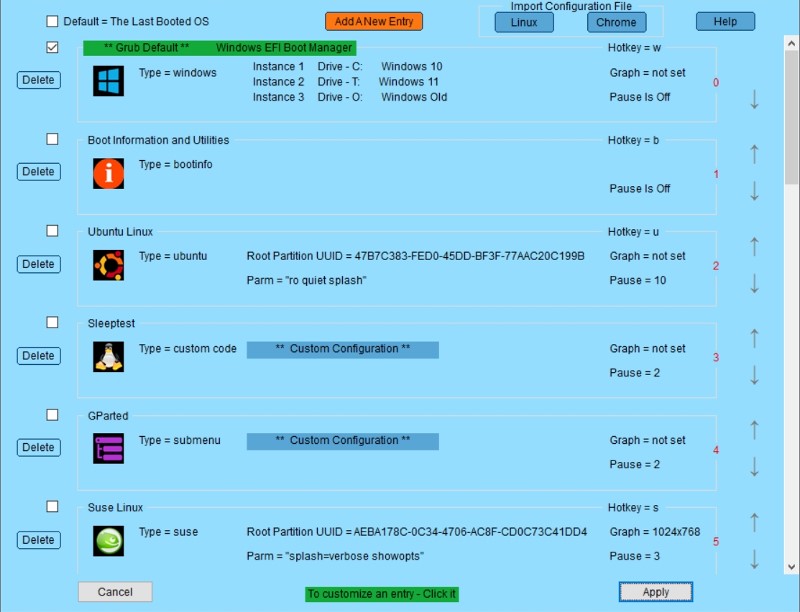 Default = The Last Booted OS
Add A New Entry
Import Configuration File
Linux
Chrome
Help
** Grub Default ** Windows EFI Boot Manager
Hotkey = w
Delete
Type = windows
Instance 1 Drive - C: Windows 10
Instance 2 Drive - T: Windows 11
Instance 3 Drive - O: Windows Old
Graph = not set
Pause Is Off
0
Boot Information and Utilities
Hotkey = b
Delete
i
Type = bootinfo
Pause Is Off
1
Ubuntu Linux
Hotkey = u
Delete
Type = ubuntu
Root Partition UUID = 47B7C383-FED0-45DD-BF3F-77AAC20C199B
Graph = not set
Parm = "ro quiet splash"
Pause = 10
2
Sleeptest
Delete
Type = custom code
** Custom Configuration **
Graph = not set
Pause = 2
3
GParted
Delete
Type = submenu
** Custom Configuration **
Graph = not set
Pause = 2
4
Suse Linux
Hotkey = s
Delete
Type = suse
Root Partition UUID = AEBA178C-0C34-4706-AC8F-CD0C73C41DD4
Graph = 1024x768
Parm = "splash=verbose showopts"
Pause = 3
5
Cancel
To customize an entry - Click it
Apply